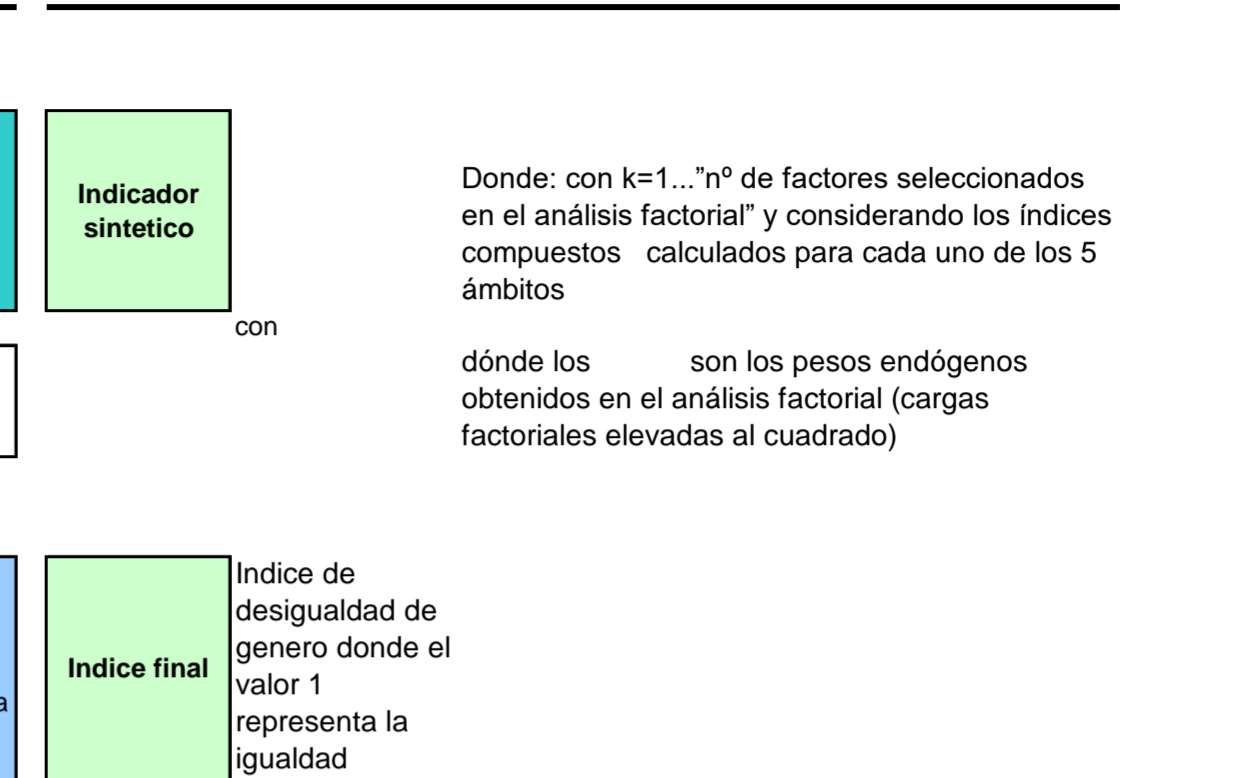 Indicador
sintetico
Donde: con k=1...”nº de factores seleccionados
en el análisis factorial” y considerando los índices
compuestos calculados para cada uno de los 5
ámbitos
con
dónde los son los pesos endógenos
obtenidos en el análisis factorial (cargas
factoriales elevadas al cuadrado)
a
Indice final
Indice de
desigualdad de
genero donde el
valor 1
representa la
igualdad